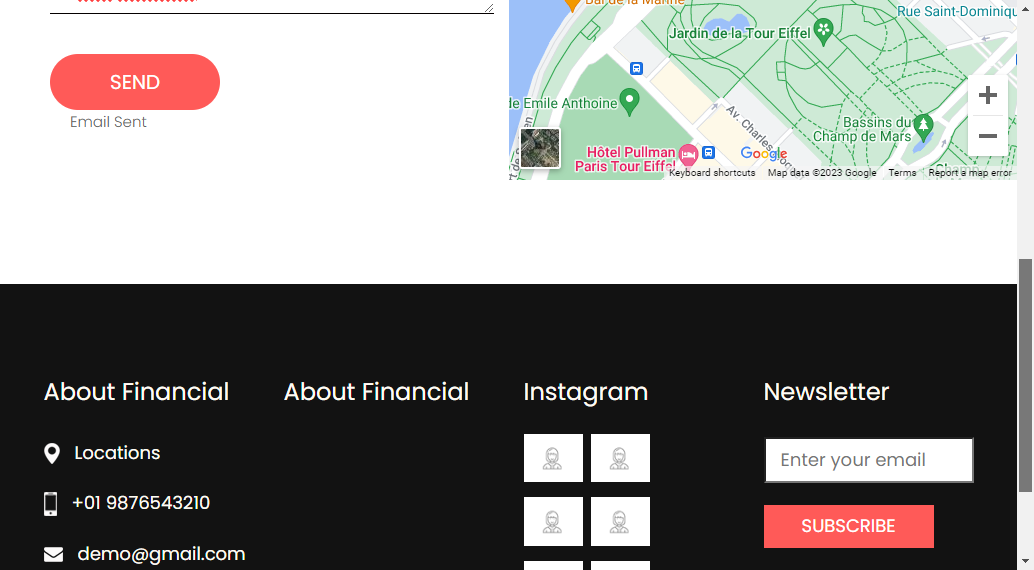 Bar de la Marine
Rue Saint-Dominiqu
Jardin de la Tour Eiffel
SEND
Email Sent
de Emile Anthoine
Av. Charles
Bassins du
Champ de Mars
Hôtel Pullman
Paris Tour Eiffel
Google
Keyboard shortcuts
Map data ©2023 Google
Terms
Report a map error
About Financial
About Financial
Instagram
Newsletter
Locations
Enter your email
+01 9876543210
SUBSCRIBE
demo@gmail.com